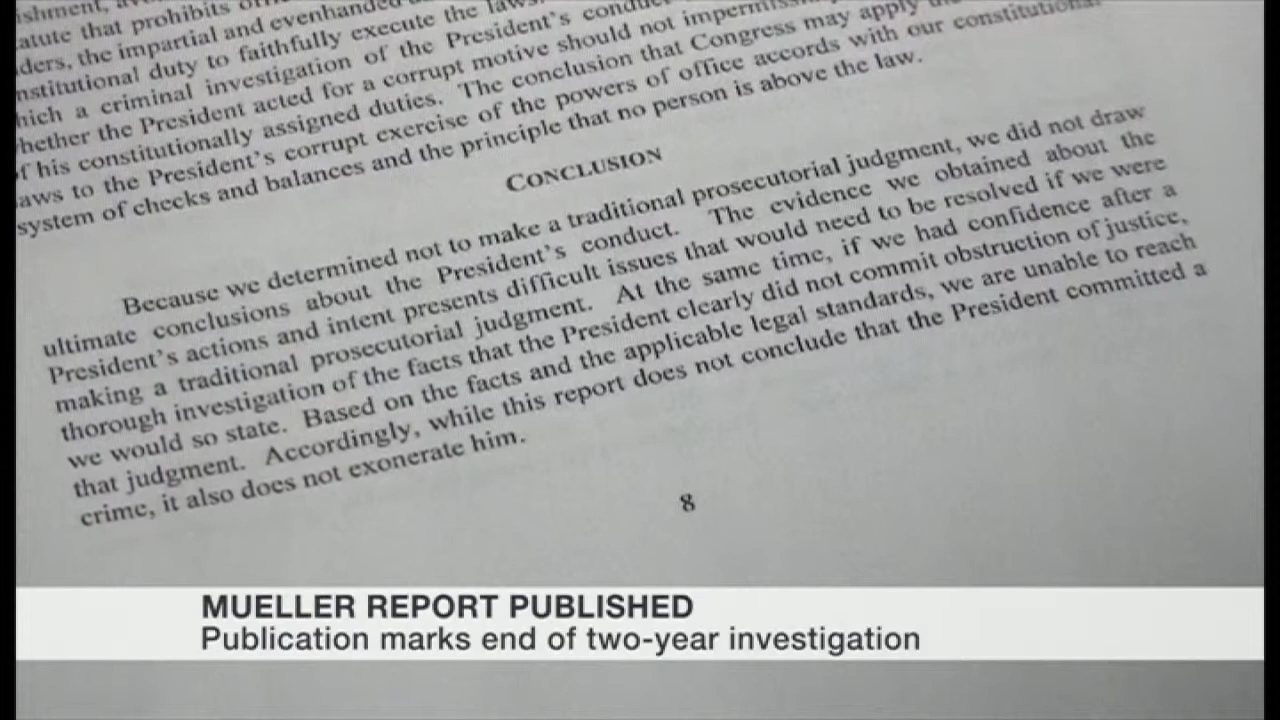 atute that prohibits
ders, the impartial and evenhanded
nstitutional duty to faithfully execute the laws.
hich a criminal investigation of the President's conduct
hether the President acted for a corrupt motive should not
f his constitutionally assigned duties. The conclusion that Congress may apply
aws to the President's corrupt exercise of the powers of office accords with our constitutional
system of checks and balances and the principle that no person is above the law.
CONCLUSION
Because we determined not to make a traditional prosecutorial judgment, we did not draw
ultimate conclusions about the President's conduct. The evidence we obtained about the
President's actions and intent presents difficult issues that would need to be resolved if we were
making a traditional prosecutorial judgment. At the same time, if we had confidence after a
thorough investigation of the facts that the President clearly did not commit obstruction of justice,
we would so state. Based on the facts and the applicable legal standards, we are unable to reach
that judgment. Accordingly, while this report does not conclude that the President committed a
crime, it also does not exonerate him.
8
MUELLER REPORT PUBLISHED
Publication marks end of two-year investigation